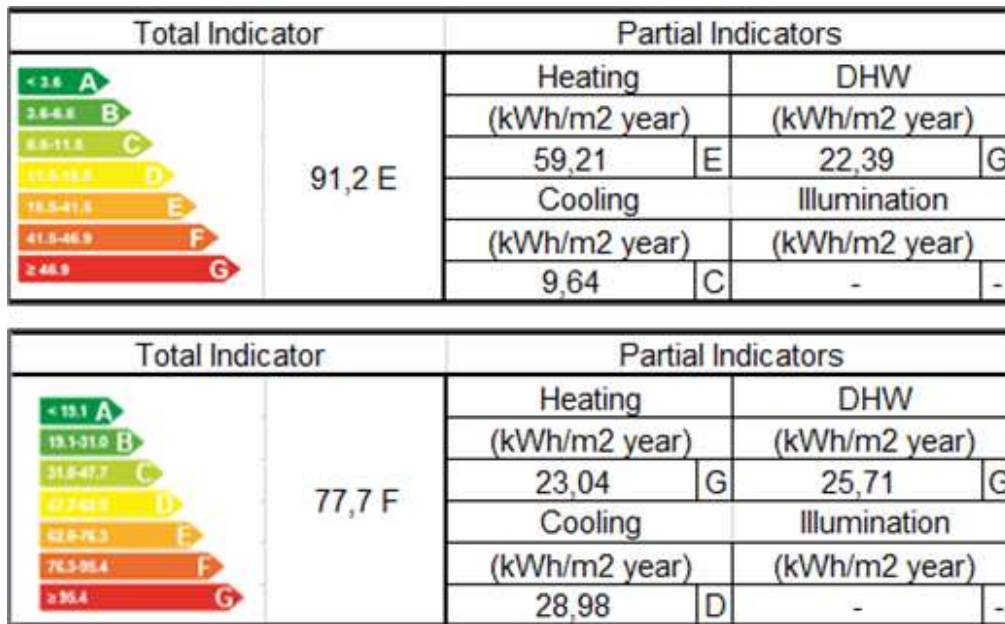 Total Indicator Partial Indicators
< 3.6 A Heating DHW
3.6-6.8 B (kWh/m2 year) (kWh/m2 year)
C 59,21 E 22,39 G
D 91,2 E Cooling Illumination
E (kWh/m2 year) (kWh/m2 year)
41.5-46.9 F 9,64 C - -
≥ 46.9 G
Total Indicator Partial Indicators
< 19.1 A Heating DHW
19.1-31.0 B (kWh/m2 year) (kWh/m2 year)
31.0-47.7 C 23,04 G 25,71 G
D 77,7 F Cooling Illumination
62.0-76.3 E (kWh/m2 year) (kWh/m2 year)
76.3-95.4 F 28,98 D - -
≥ 95.4 G